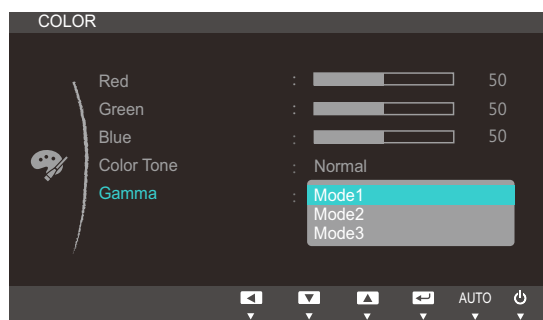 COLOR
Red : 50
Green : 50
Blue : 50
Color Tone : Normal
Gamma : Mode1
Mode2
Mode3
AUTO